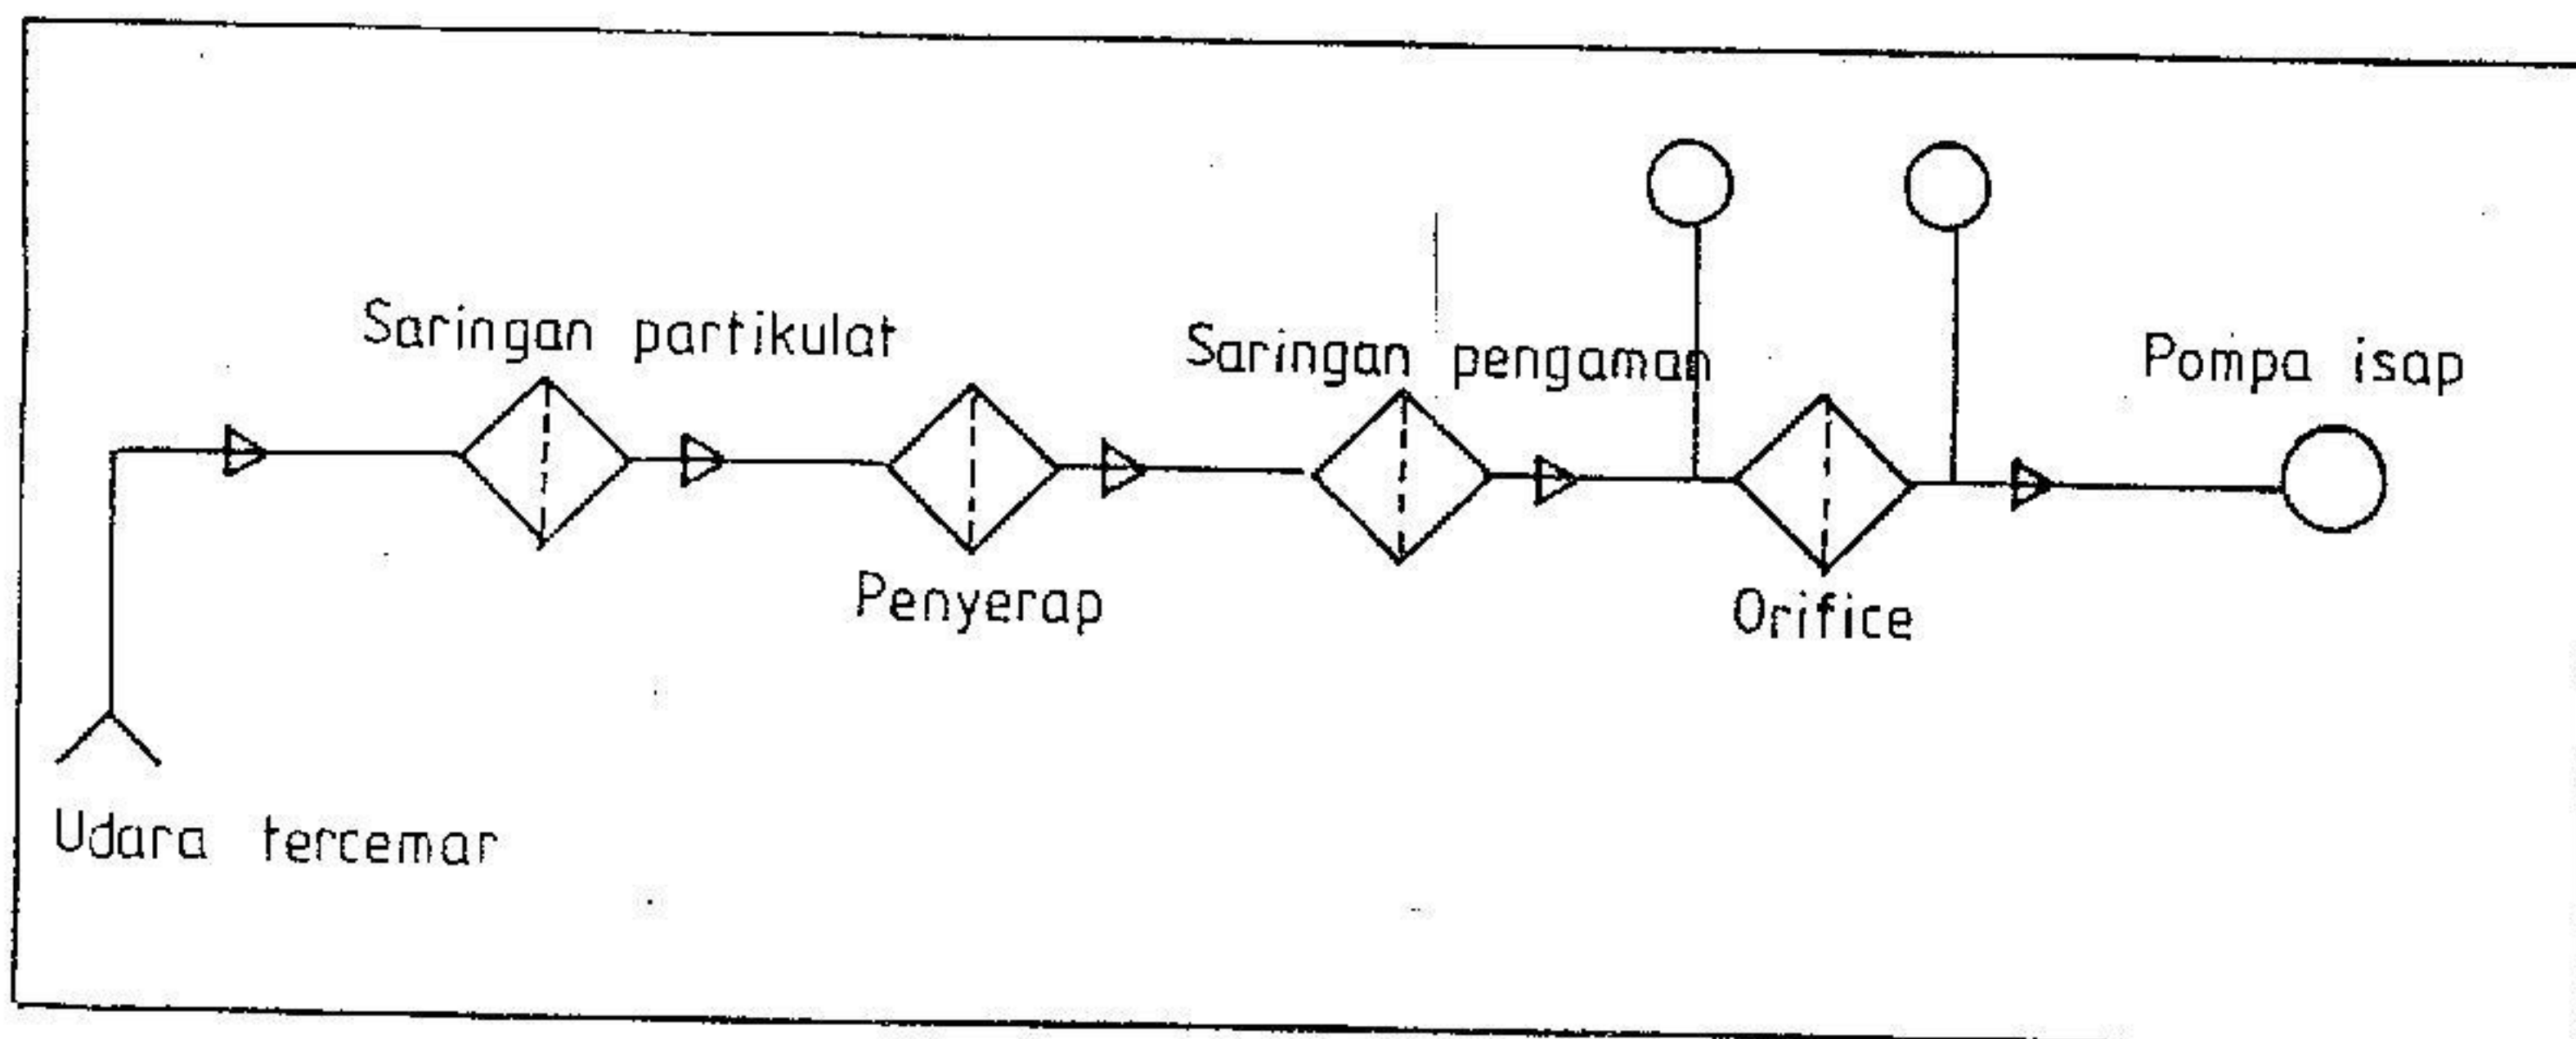 Saringan partikulat
Saringan pengaman
Pompa isap
Penyerap
Orifice
Udara tercemar